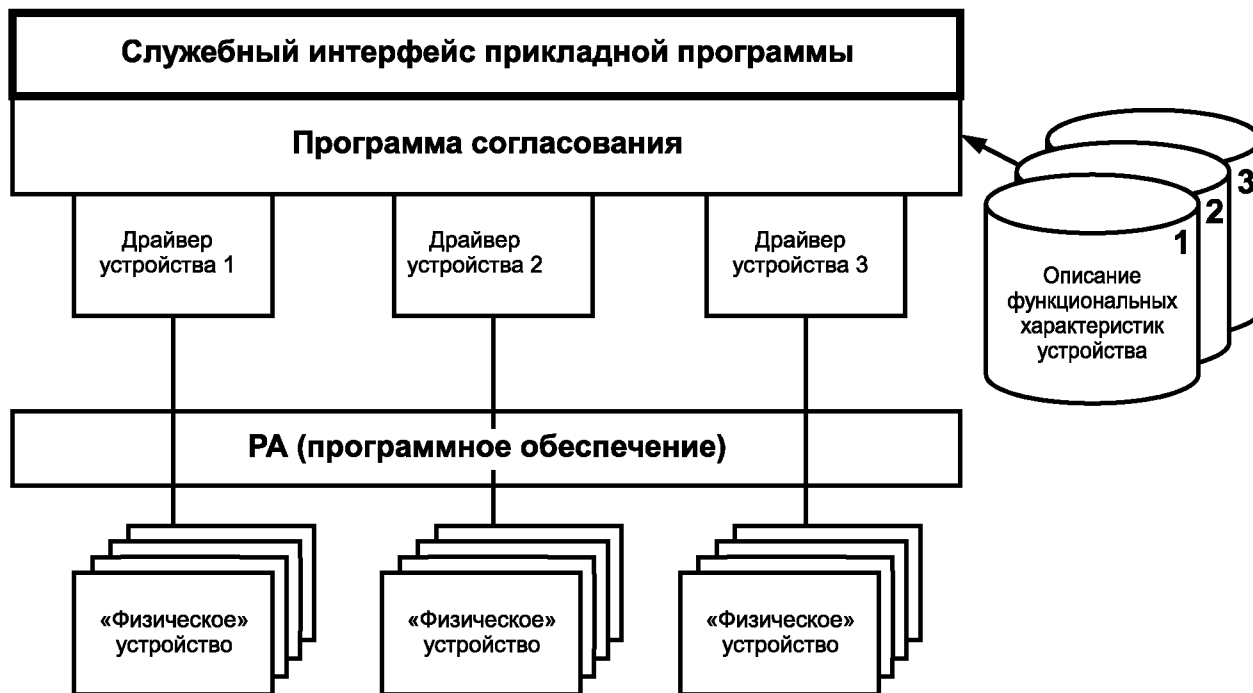 Служебный интерфейс прикладной программы
Программа согласования
Драйвер
устройства 1
Драйвер
устройства 2
Драйвер
устройства 3
3
2
1
Описание
функциональных
характеристик
устройства
РА (программное обеспечение)
«Физическое»
устройство
«Физическое»
устройство
«Физическое»
устройство